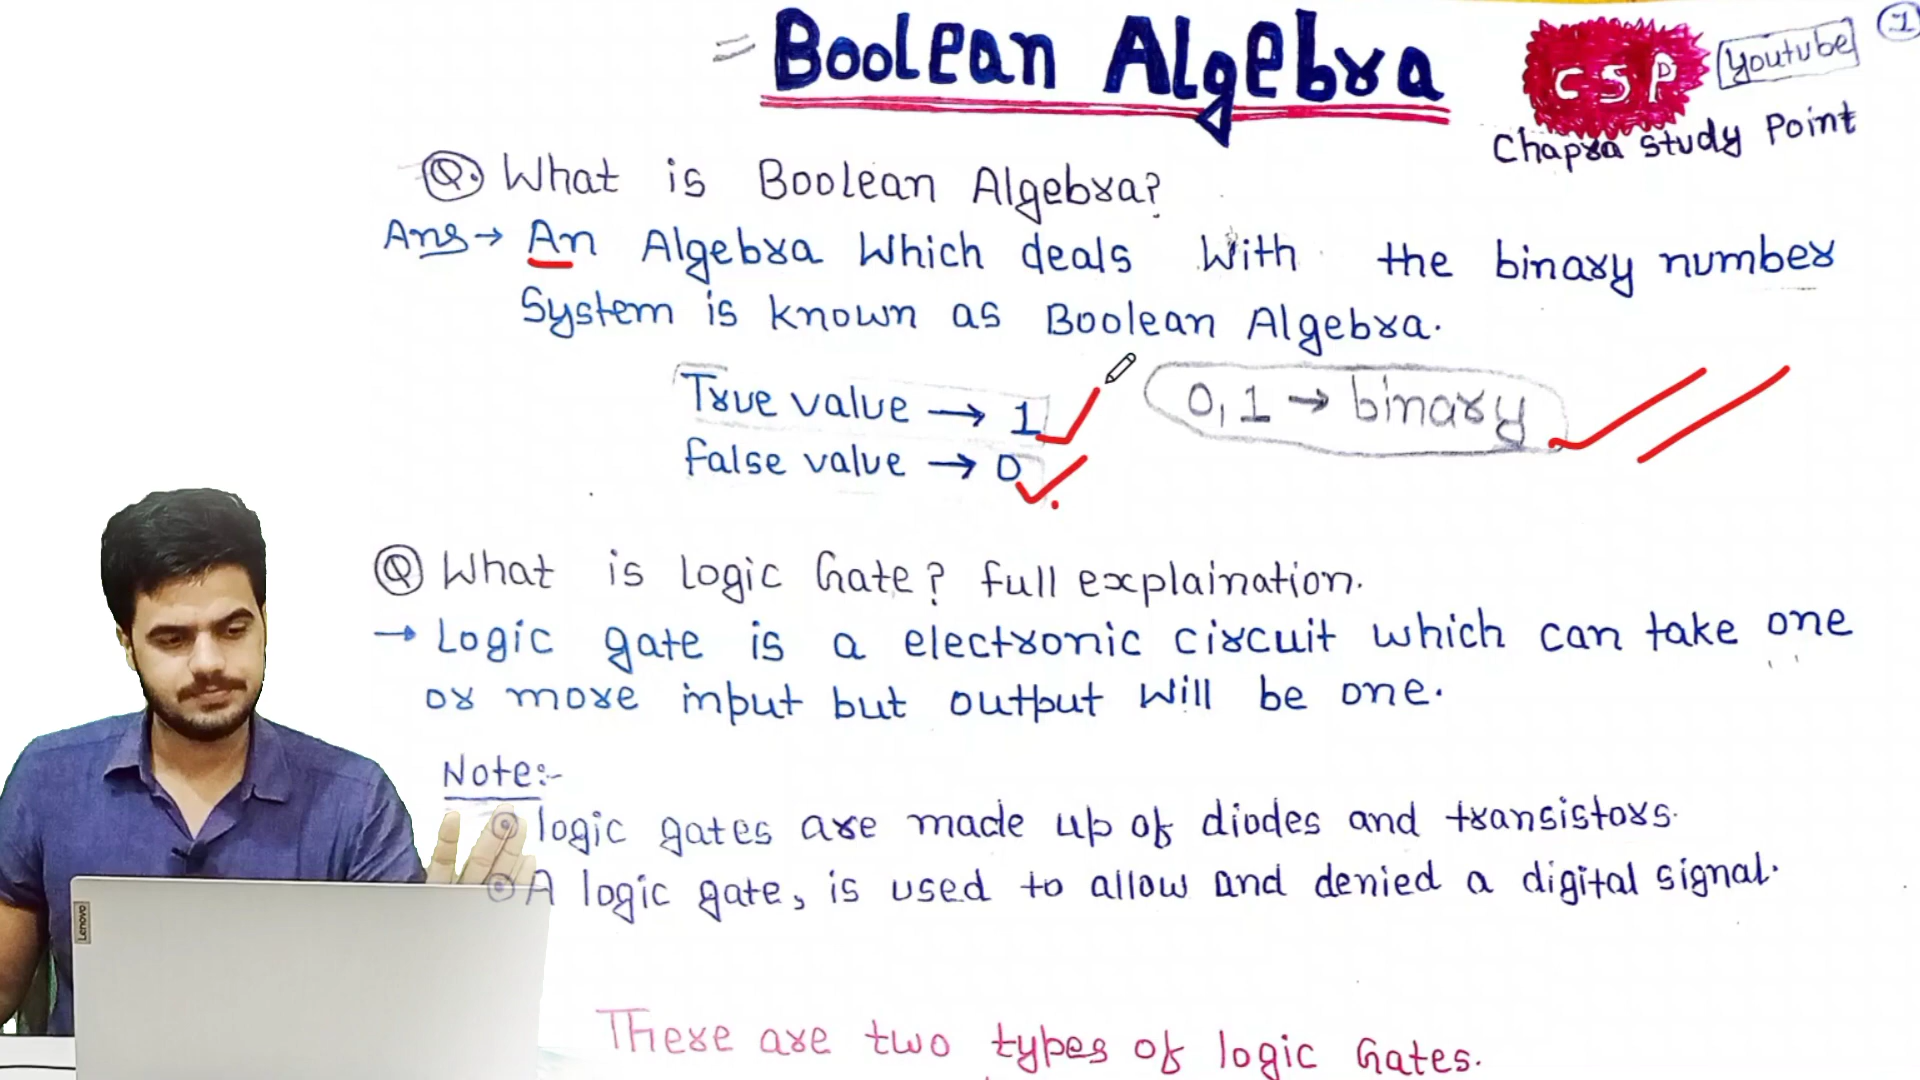 = Boolean Algebra
CSP
Youtube
1
Chapra Study Point
Q. What is Boolean Algebra?
Ans → An Algebra Which deals With the binary number
System is known as Boolean Algebra.
True value → 1
0,1 → binary
False value → 0
Q What is Logic Gate? Full explaination.
→ Logic gate is a electronic circuit which can take one
or more input but output will be one.
Note:-
logic gates are made up of diodes and transistors.
A logic gate, is used to allow and denied a digital signal.
Lenovo
There are two types of logic Gates.